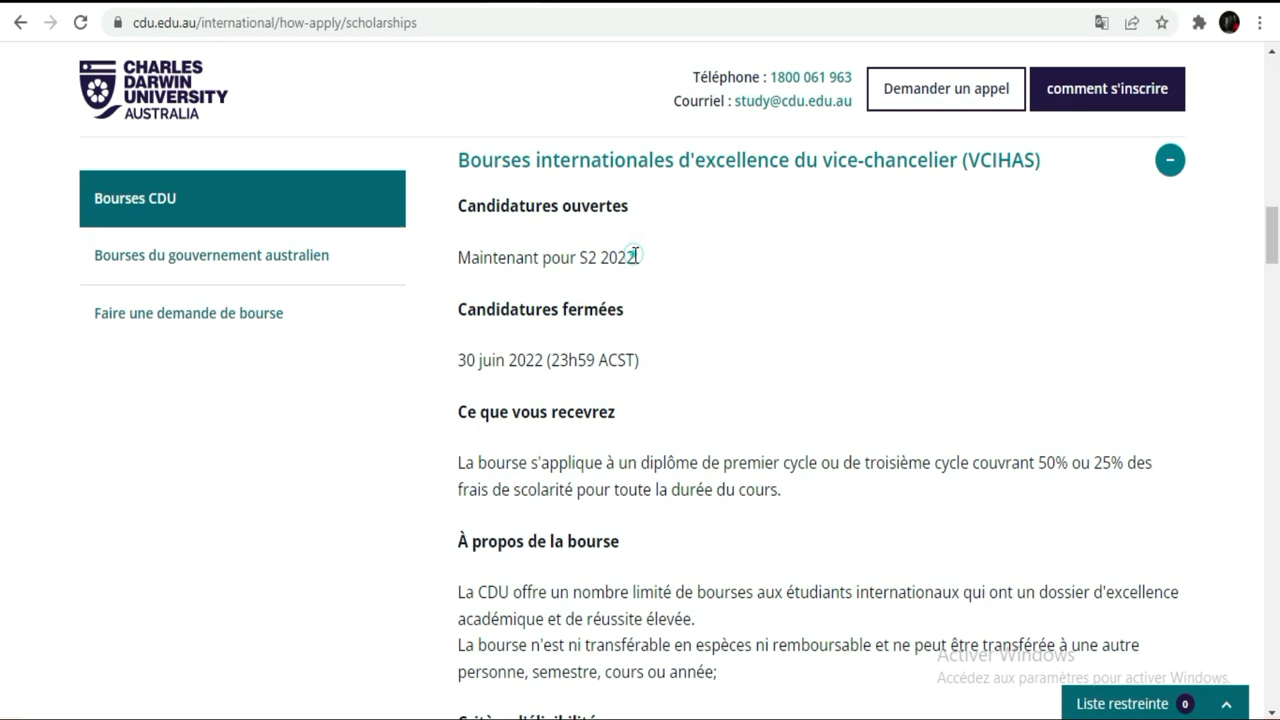 cdu.edu.au/international/how-apply/scholarships
CHARLES
DARWIN
UNIVERSITY
AUSTRALIA
Téléphone : 1800 061 963
Courriel : study@cdu.edu.au
Demander un appel
comment s'inscrire
Bourses CDU
Bourses du gouvernement australien
Faire une demande de bourse
Bourses internationales d'excellence du vice-chancelier (VCIHAS)
Candidatures ouvertes
Maintenant pour S2 2022
Candidatures fermées
30 juin 2022 (23h59 ACST)
Ce que vous recevrez
La bourse s'applique à un diplôme de premier cycle ou de troisième cycle couvrant 50% ou 25% des
frais de scolarité pour toute la durée du cours.
À propos de la bourse
La CDU offre un nombre limité de bourses aux étudiants internationaux qui ont un dossier d'excellence
académique et de réussite élevée.
La bourse n'est ni transférable en espèces ni remboursable et ne peut être transférée à une autre
personne, semestre, cours ou année;
Activer Windows
Accédez aux paramètres pour activer Windows.
Liste restreinte 0